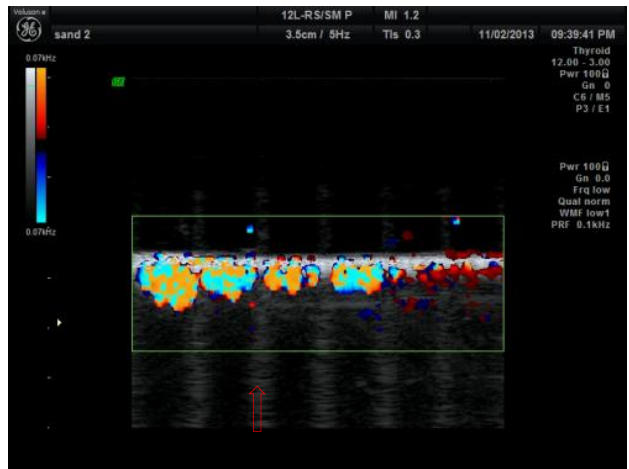 Voluson e
12L-RS/SM P MI 1.2
sand 2 3.5cm / 5Hz TIs 0.3 11/02/2013 09:39:41 PM
Thyroid
12.00 - 3.00
Pwr 100
Gn 0
C6 / M5
P3 / E1
0.07kHz
GE
Pwr 100
Gn 0.0
Frq low
Qual norm
WMF low1
PRF 0.1kHz
0.07kHz